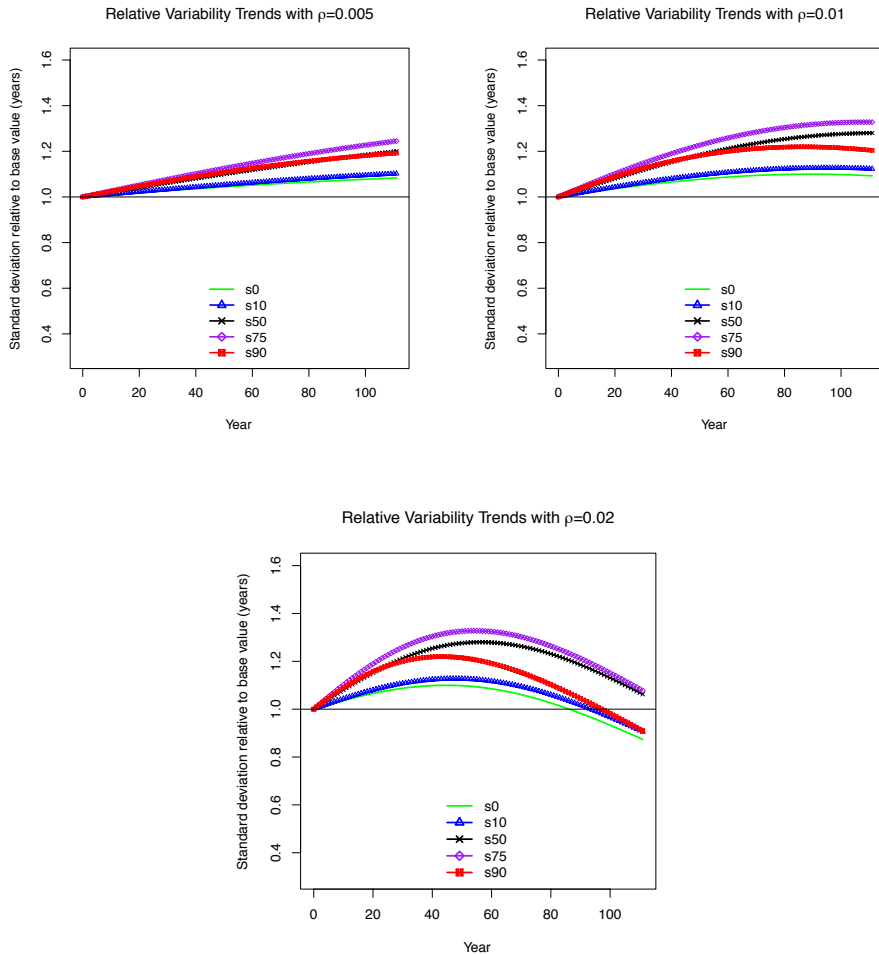 Relative Variability Trends with ρ=0.005
Standard deviation relative to base value (years)
1.6
1.4
1.2
1.0
0.8
0.6
0.4
s0
s10
s50
s75
s90
0 20 40 60 80 100
Year
Relative Variability Trends with ρ=0.01
Standard deviation relative to base value (years)
1.6
1.4
1.2
1.0
0.8
0.6
0.4
s0
s10
s50
s75
s90
0 20 40 60 80 100
Year
Relative Variability Trends with ρ=0.02
Standard deviation relative to base value (years)
1.6
1.4
1.2
1.0
0.8
0.6
0.4
s0
s10
s50
s75
s90
0 20 40 60 80 100
Year